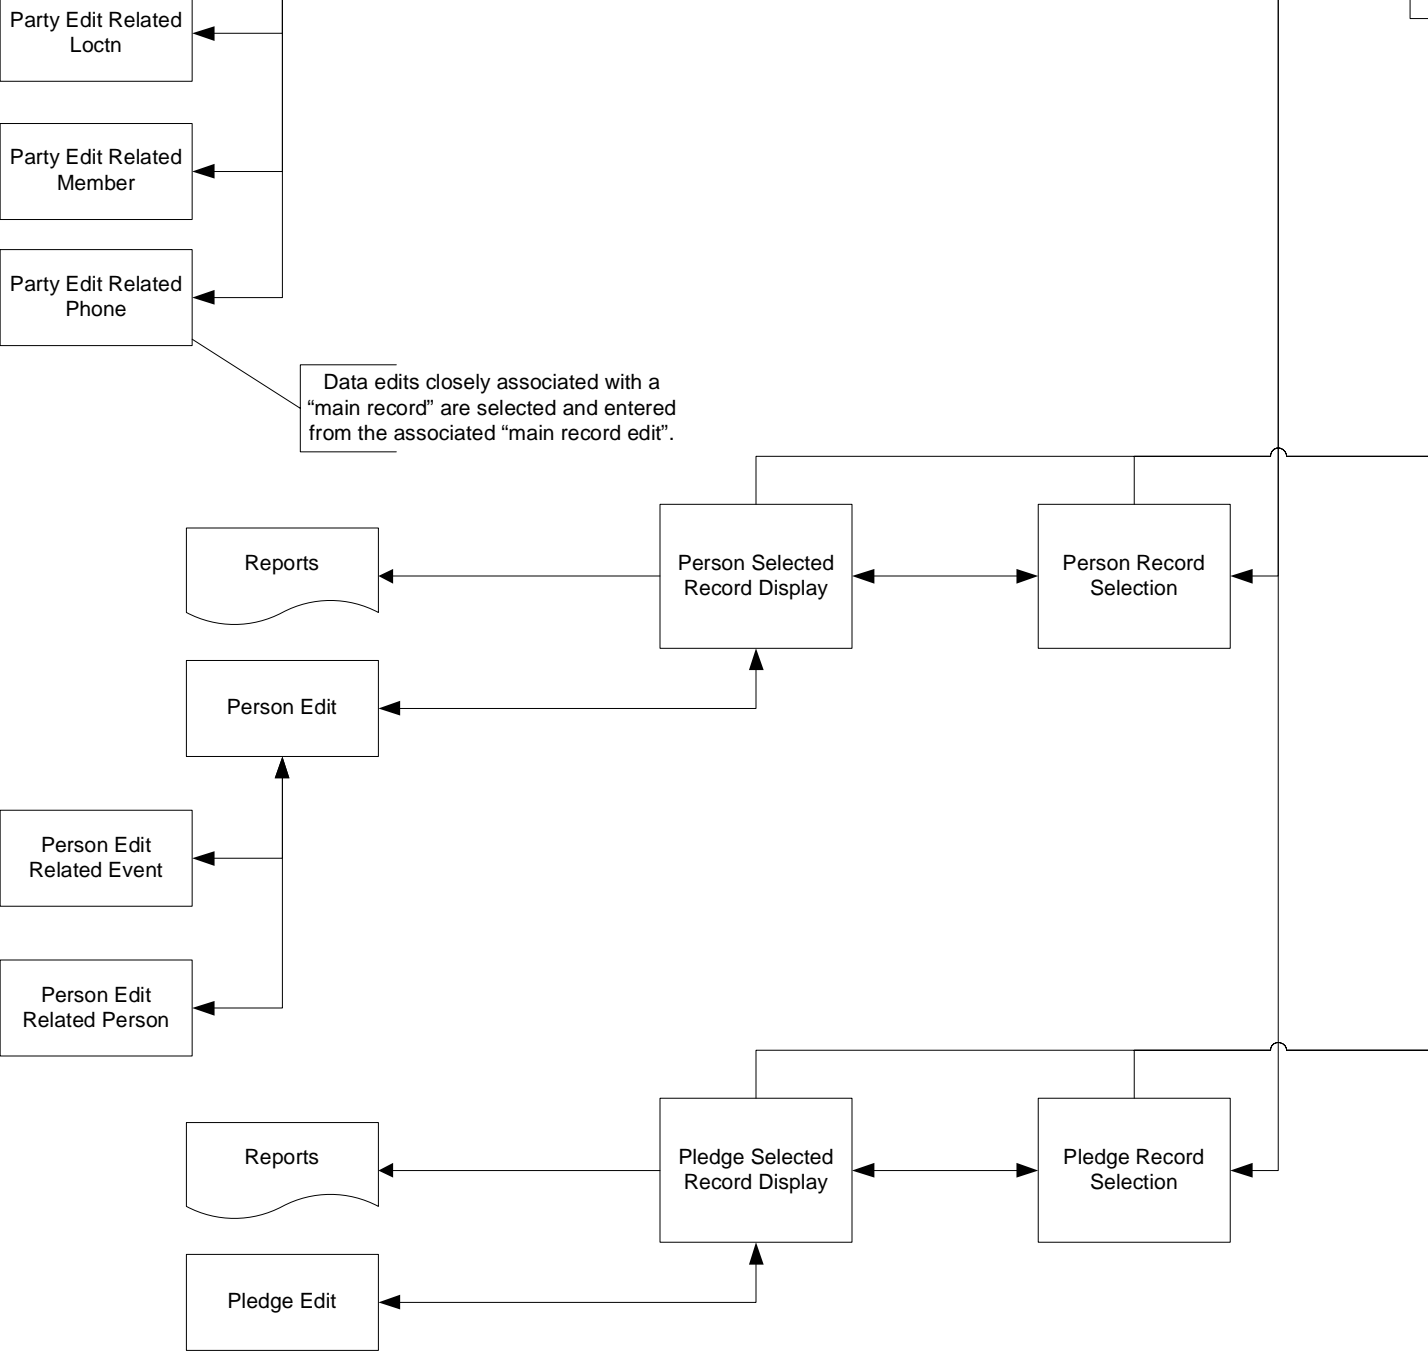 Party Edit Related
Loctn
Party Edit Related
Member
Party Edit Related
Phone
Data edits closely associated with a
“main record” are selected and entered
from the associated “main record edit”.
Reports
Person Selected
Record Display
Person Record
Selection
Person Edit
Person Edit
Related Event
Person Edit
Related Person
Reports
Pledge Selected
Record Display
Pledge Record
Selection
Pledge Edit